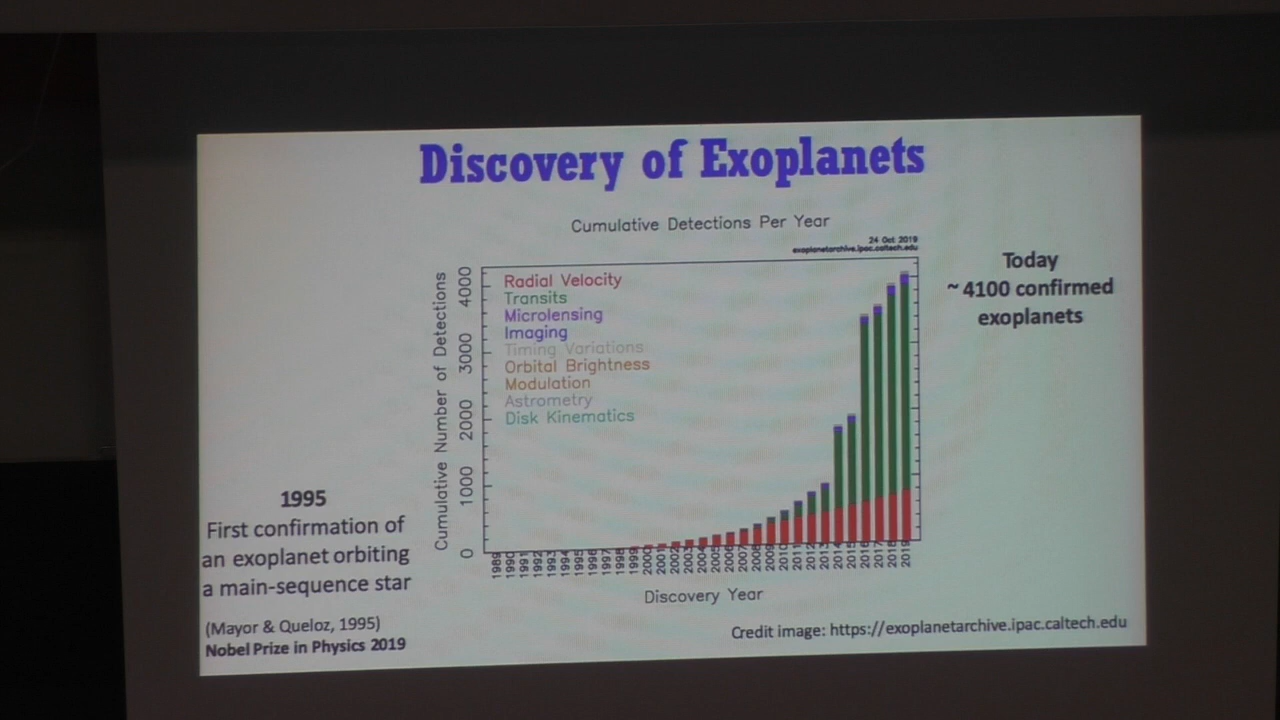 Discovery of Exoplanets
Cumulative Detections Per Year
24 Oct 2019
exoplanetarchive.ipac.caltech.edu
Cumulative Number of Detections
4000
3000
2000
1000
0
Radial Velocity
Transits
Microlensing
Imaging
Timing Variations
Orbital Brightness
Modulation
Astrometry
Disk Kinematics
1989 1990 1991 1992 1993 1994 1995 1996 1997 1998 1999 2000 2001 2002 2003 2004 2005 2006 2007 2008 2009 2010 2011 2012 2013 2014 2015 2016 2017 2018 2019
Discovery Year
Today
~ 4100 confirmed
exoplanets
1995
First confirmation of
an exoplanet orbiting
a main-sequence star
(Mayor & Queloz, 1995)
Nobel Prize in Physics 2019
Credit image: https://exoplanetarchive.ipac.caltech.edu